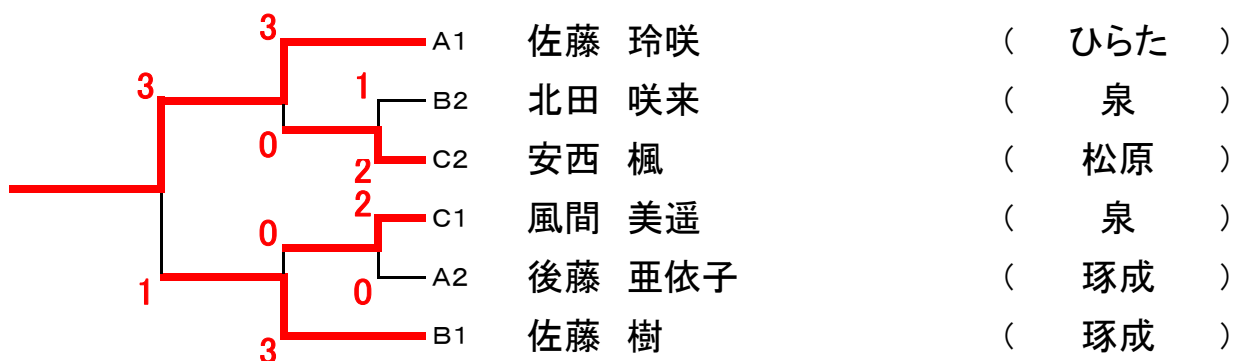 3 A1 佐藤 玲咲 ( ひらた )
3 1 B2 北田 咲来 ( 泉 )
0 2 C2 安西 楓 ( 松原 )
0 2 C1 風間 美遥 ( 泉 )
1 0 A2 後藤 亜依子 ( 琢成 )
3 B1 佐藤 樹 ( 琢成 )